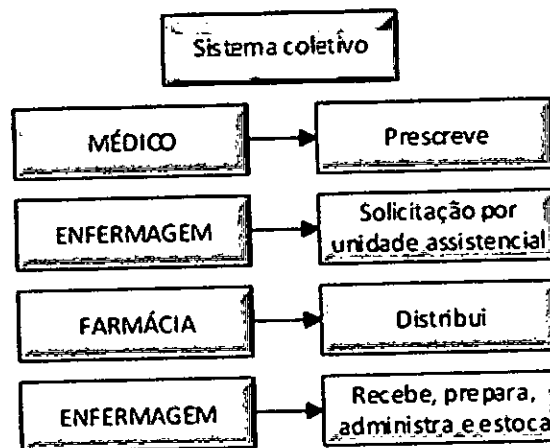 Sistema coletivo
MÉDICO
Prescreve
ENFERMAGEM
Solicitação por
unidade assistencial
FARMÁCIA
Distribui
ENFERMAGEM
Recebe, prepara,
administra e estoca